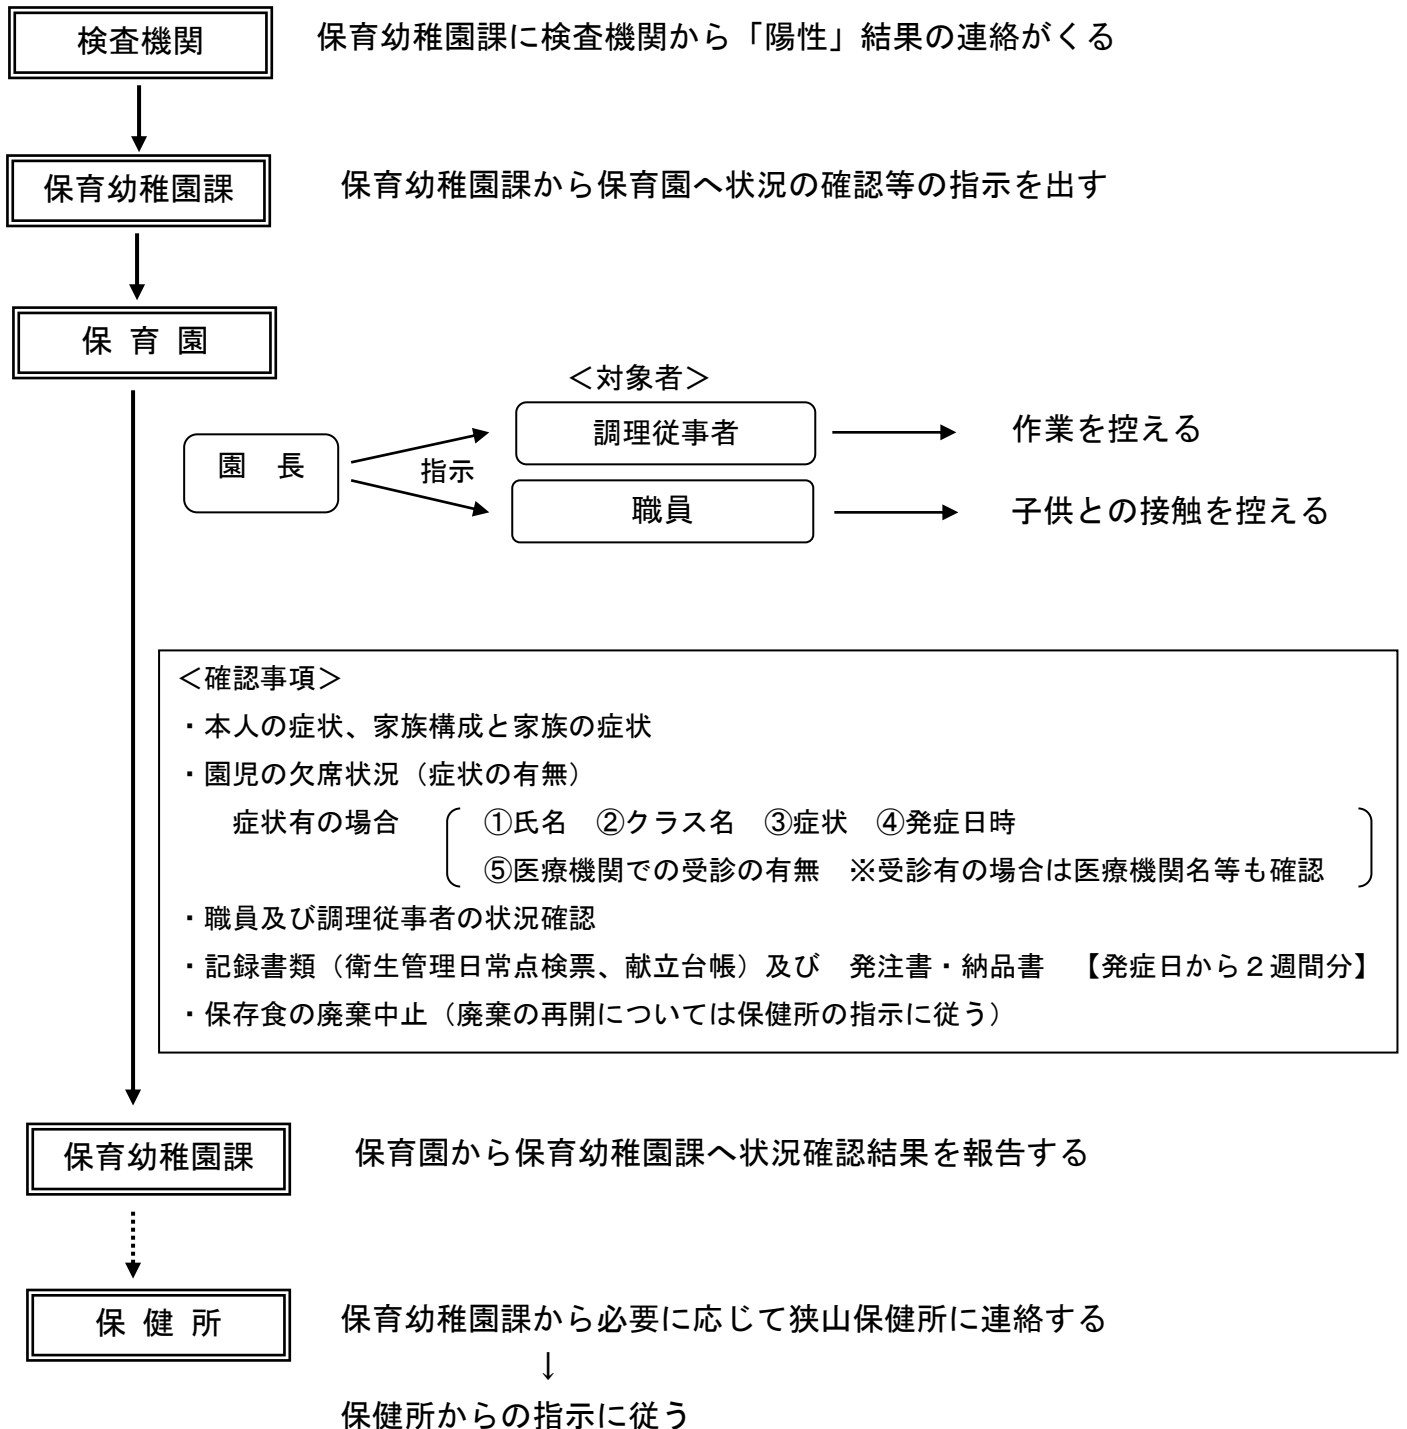 検査機関　保育幼稚園課に検査機関から「陽性」結果の連絡がくる
保育幼稚園課　保育幼稚園課から保育園へ状況の確認等の指示を出す
保 育 園
＜対象者＞
園　長　指示　調理従事者　作業を控える
職員　子供との接触を控える
＜確認事項＞
・本人の症状、家族構成と家族の症状
・園児の欠席状況（症状の有無）
症状有の場合　①氏名　②クラス名　③症状　④発症日時
⑤医療機関での受診の有無　※受診有の場合は医療機関名等も確認
・職員及び調理従事者の状況確認
・記録書類（衛生管理日常点検票、献立台帳）及び　発注書・納品書　【発症日から２週間分】
・保存食の廃棄中止（廃棄の再開については保健所の指示に従う）
保育幼稚園課　保育園から保育幼稚園課へ状況確認結果を報告する
保 健 所　保育幼稚園課から必要に応じて狭山保健所に連絡する
↓
保健所からの指示に従う